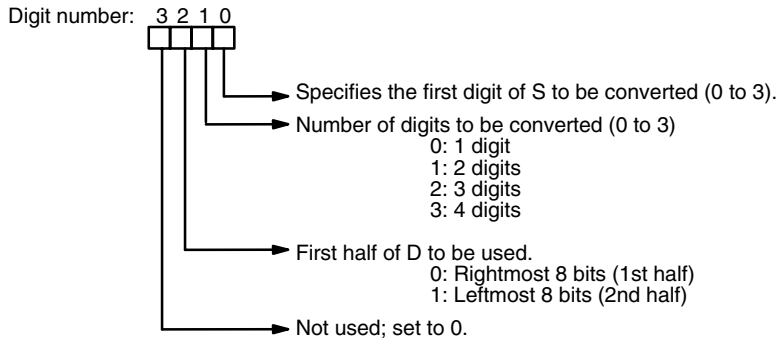 Digit number: 3 2 1 0
Specifies the first digit of S to be converted (0 to 3).
Number of digits to be converted (0 to 3)
0: 1 digit
1: 2 digits
2: 3 digits
3: 4 digits
First half of D to be used.
0: Rightmost 8 bits (1st half)
1: Leftmost 8 bits (2nd half)
Not used; set to 0.